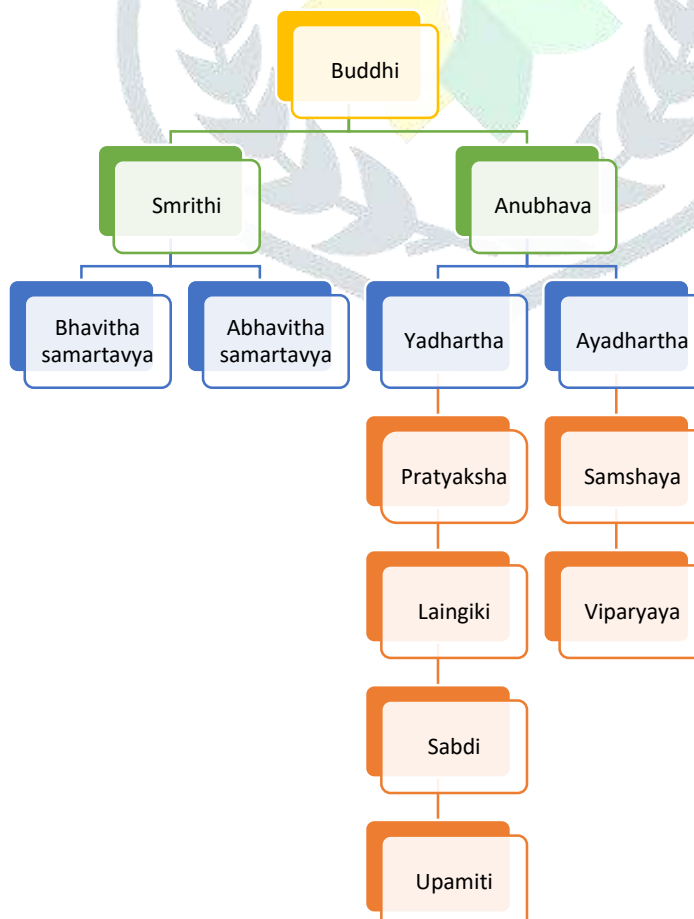 Buddhi
Smrithi
Anubhava
Bhavitha
samartavya
Abhavitha
samartavya
Yadhartha
Ayadhartha
Pratyaksha
Samshaya
Laingiki
Viparyaya
Sabdi
Upamiti